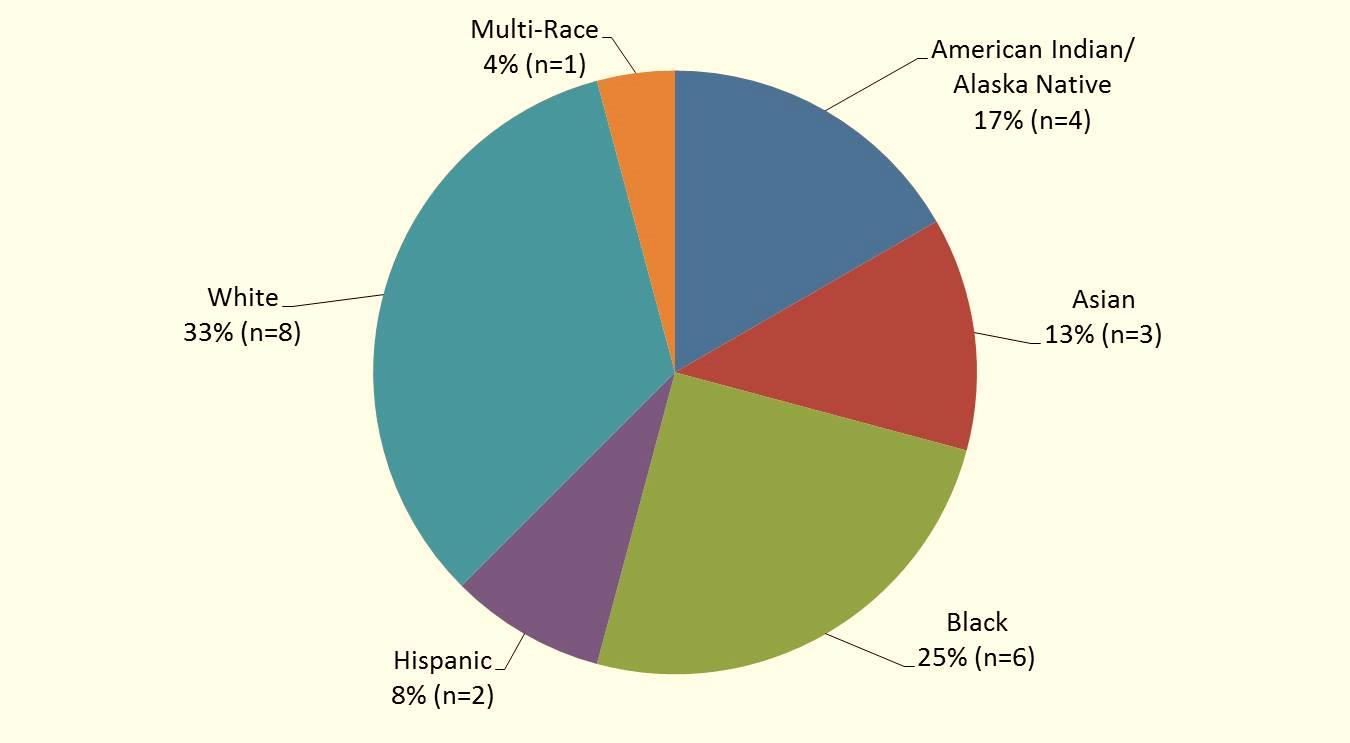 Multi-Race
4% (n=1)
American Indian/
Alaska Native
17% (n=4)
White
33% (n=8)
Asian
13% (n=3)
Black
25% (n=6)
Hispanic
8% (n=2)